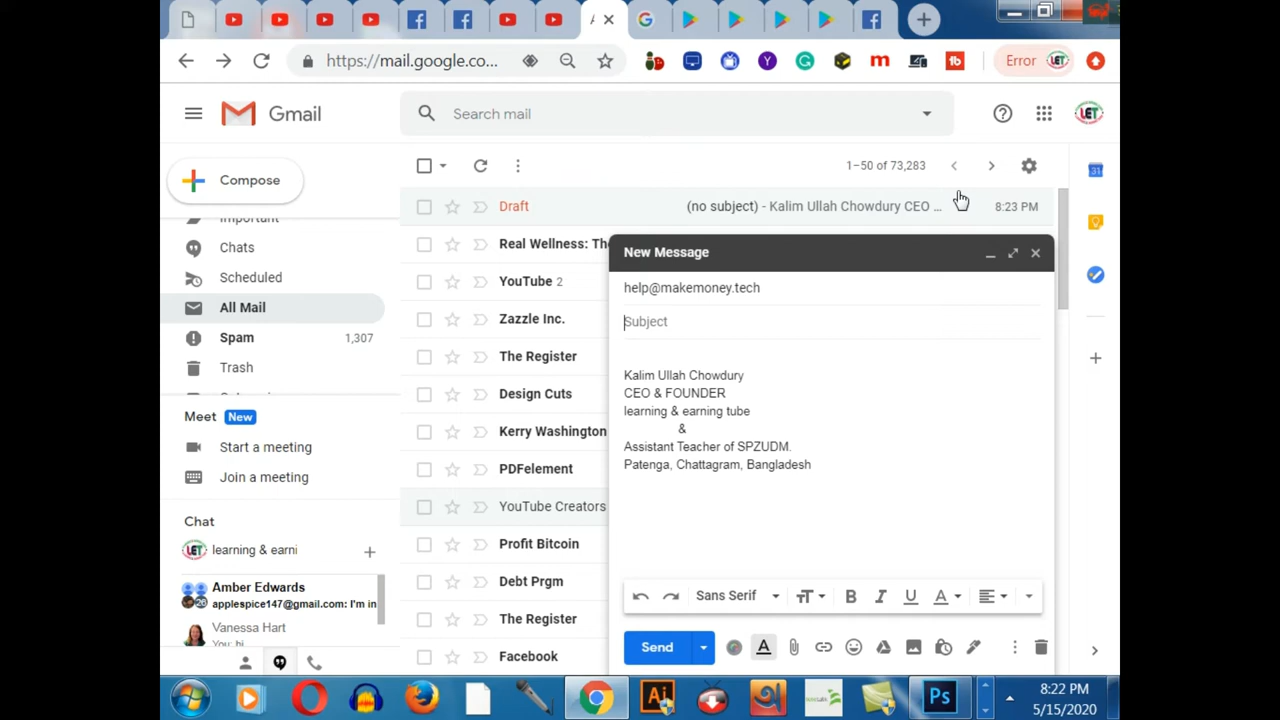 https://mail.google.co...
Error
Gmail
Search mail
Compose
1–50 of 73,283
Important
Chats
Scheduled
All Mail
Spam 1,307
Trash
Meet New
Start a meeting
Join a meeting
Chat
learning & earni
Amber Edwards
applespice147@gmail.com: I'm in
Vanessa Hart
You: hi
Draft (no subject) - Kalim Ullah Chowdury CEO ... 8:23 PM
Real Wellness: The
YouTube 2
Zazzle Inc.
The Register
Design Cuts
Kerry Washington
PDFelement
YouTube Creators
Profit Bitcoin
Debt Prgm
The Register
Facebook
New Message
help@makemoney.tech
Subject
Kalim Ullah Chowdury
CEO & FOUNDER
learning & earning tube
&
Assistant Teacher of SPZUDM.
Patenga, Chattagram, Bangladesh
Sans Serif
Send
8:22 PM
5/15/2020